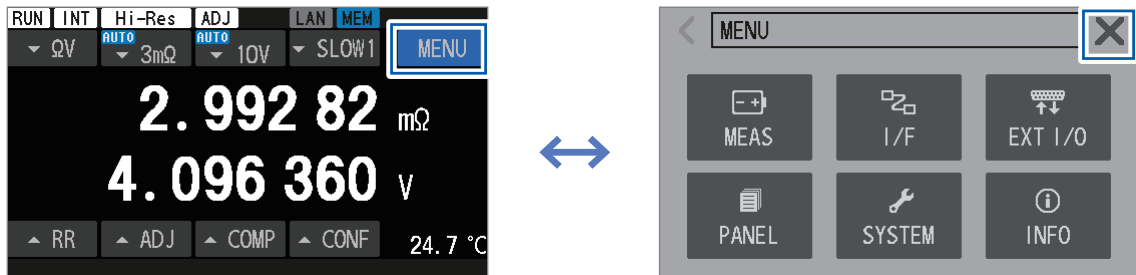 RUN INT Hi-Res ADJ LAN MEM
ΩV AUTO 3mΩ AUTO 10V SLOW1 MENU
2.992 82 mΩ
4.096 360 V
RR ADJ COMP CONF 24.7 °C
MENU
MEAS I/F EXT I/O
PANEL SYSTEM INFO